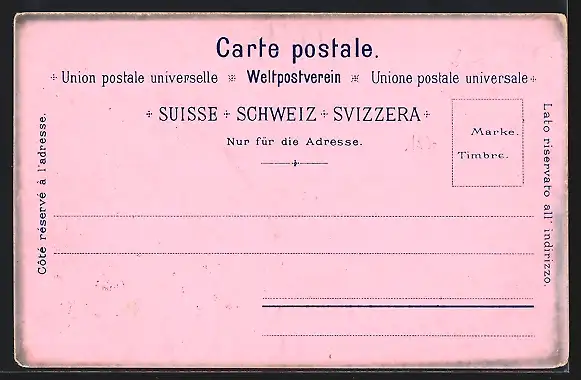 Carte postale.
Union postale universelle Weltpostverein Unione postale universale
SUISSE SCHWEIZ SVIZZERA
Nur für die Adresse.
Marke.
Timbre.
Côté réservé à l'adresse.
Lato riservato all' indirizzo.